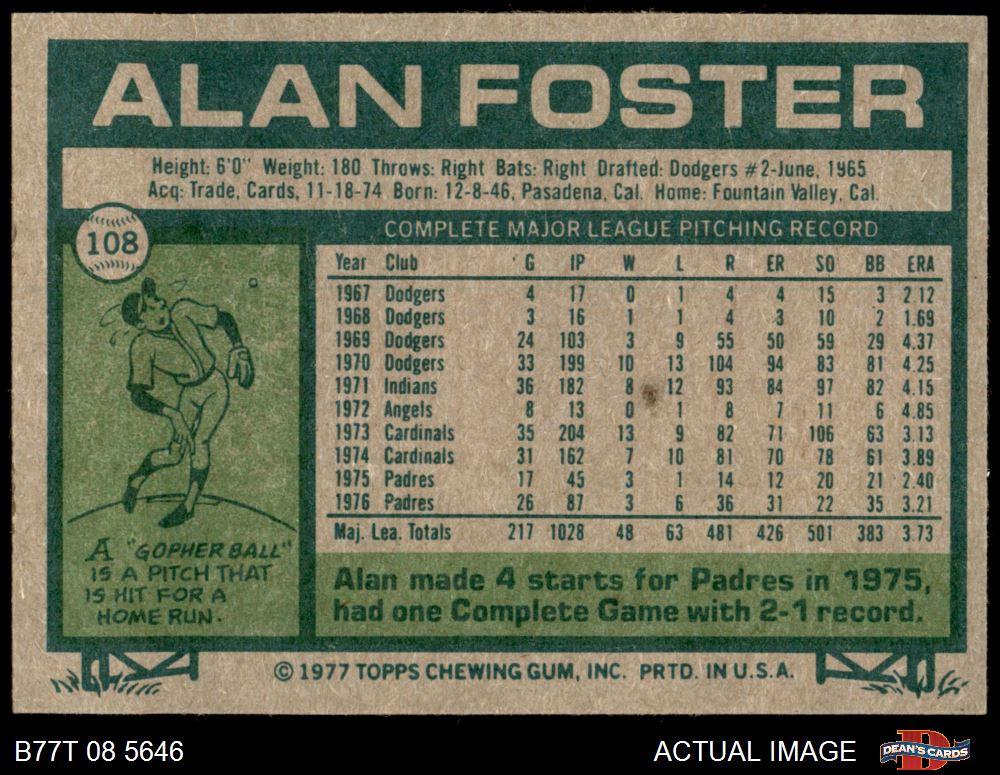 ALAN FOSTER
Height: 6'0" Weight: 180 Throws: Right Bats: Right Drafted: Dodgers #2-June, 1965
Acq: Trade, Cards, 11-18-74 Born: 12-8-46, Pasadena, Cal. Home: Fountain Valley, Cal.
108
COMPLETE MAJOR LEAGUE PITCHING RECORD
Year Club G IP W L R ER SO BB ERA
1967 Dodgers 4 17 0 1 4 4 15 3 2.12
1968 Dodgers 3 16 1 1 4 3 10 2 1.69
1969 Dodgers 24 103 3 9 55 50 59 29 4.37
1970 Dodgers 33 199 10 13 104 94 83 81 4.25
1971 Indians 36 182 8 12 93 84 97 82 4.15
1972 Angels 8 13 0 1 8 7 11 6 4.85
1973 Cardinals 35 204 13 9 82 71 106 63 3.13
1974 Cardinals 31 162 7 10 81 70 78 61 3.89
1975 Padres 17 45 3 1 14 12 20 21 2.40
1976 Padres 26 87 3 6 36 31 22 35 3.21
Maj. Lea. Totals 217 1028 48 63 481 426 501 383 3.73
A "GOPHER BALL"
IS A PITCH THAT
IS HIT FOR A
HOME RUN.
Alan made 4 starts for Padres in 1975,
had one Complete Game with 2-1 record.
© 1977 TOPPS CHEWING GUM, INC. PRTD. IN U.S.A.
B77T 08 5646
ACTUAL IMAGE
D
DEAN'S CARDS